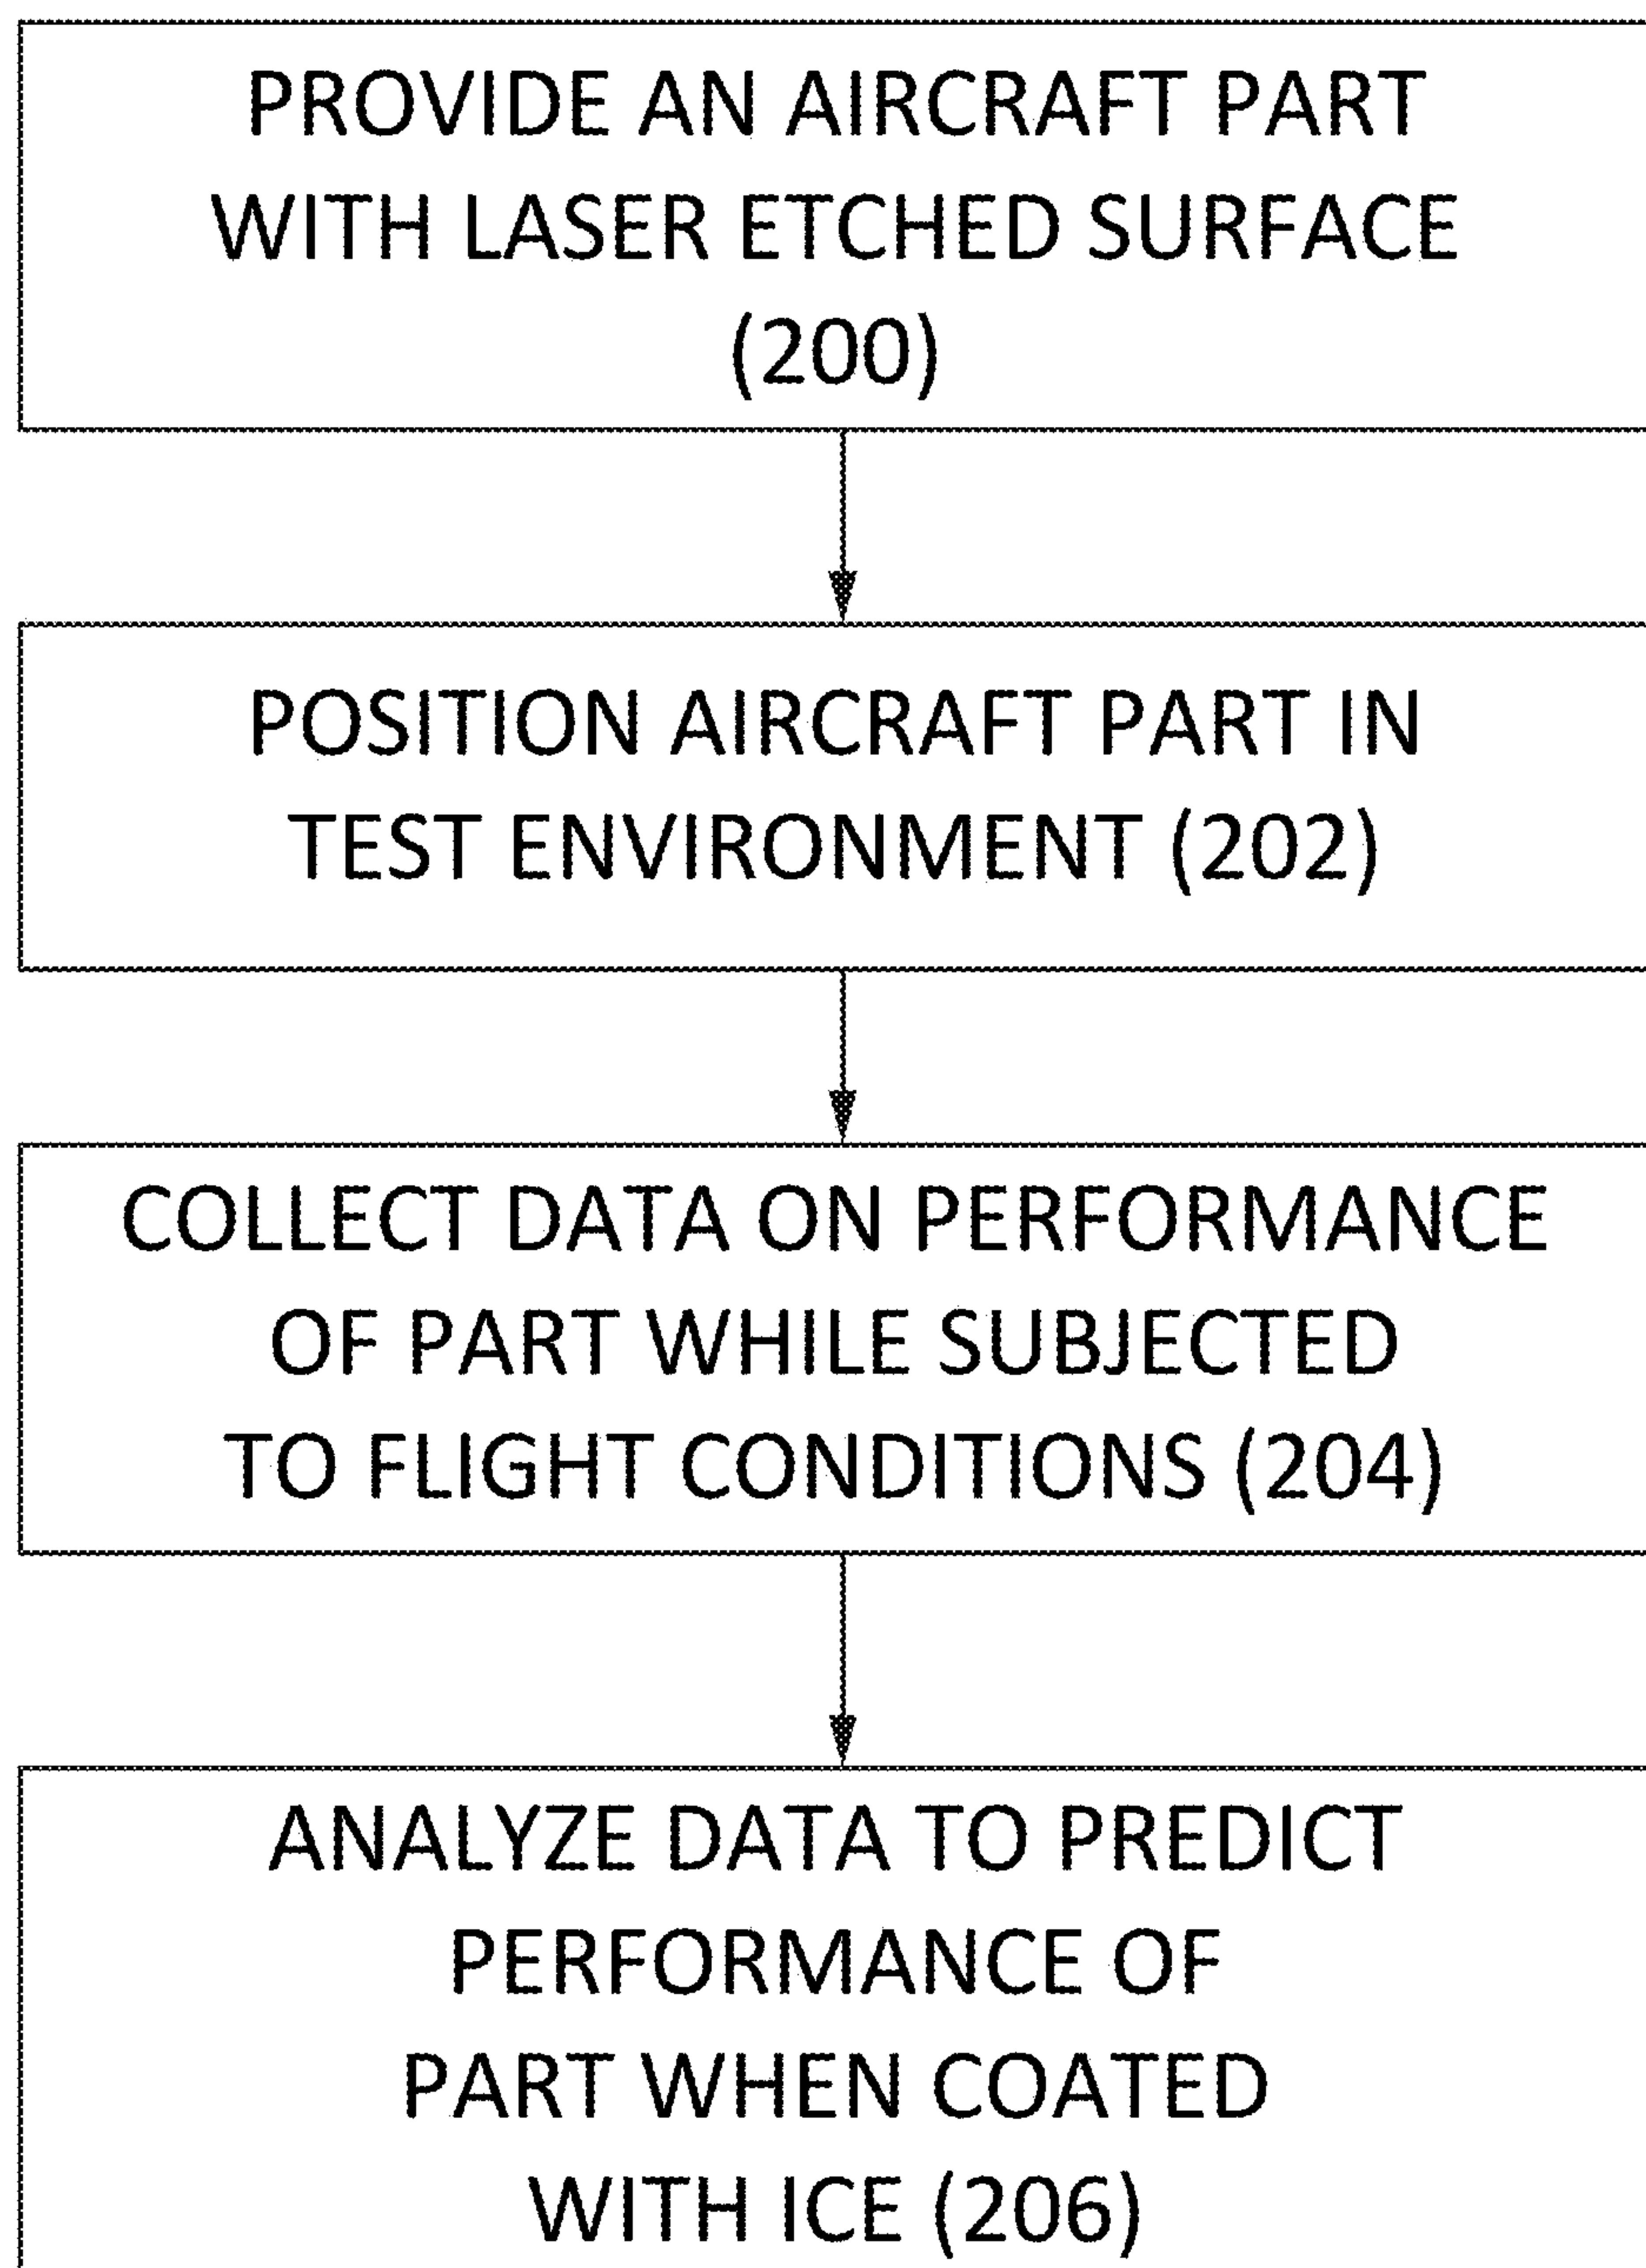 PROVIDE AN AIRCRAFT PART
WITH LASER ETCHED SURFACE
(200)
POSITION AIRCRAFT PART IN
TEST ENVIRONMENT (202)
COLLECT DATA ON PERFORMANCE
OF PART WHILE SUBJECTED
TO FLIGHT CONDITIONS (204)
ANALYZE DATA TO PREDICT
PERFORMANCE OF
PART WHEN COATED
WITH ICE (206)